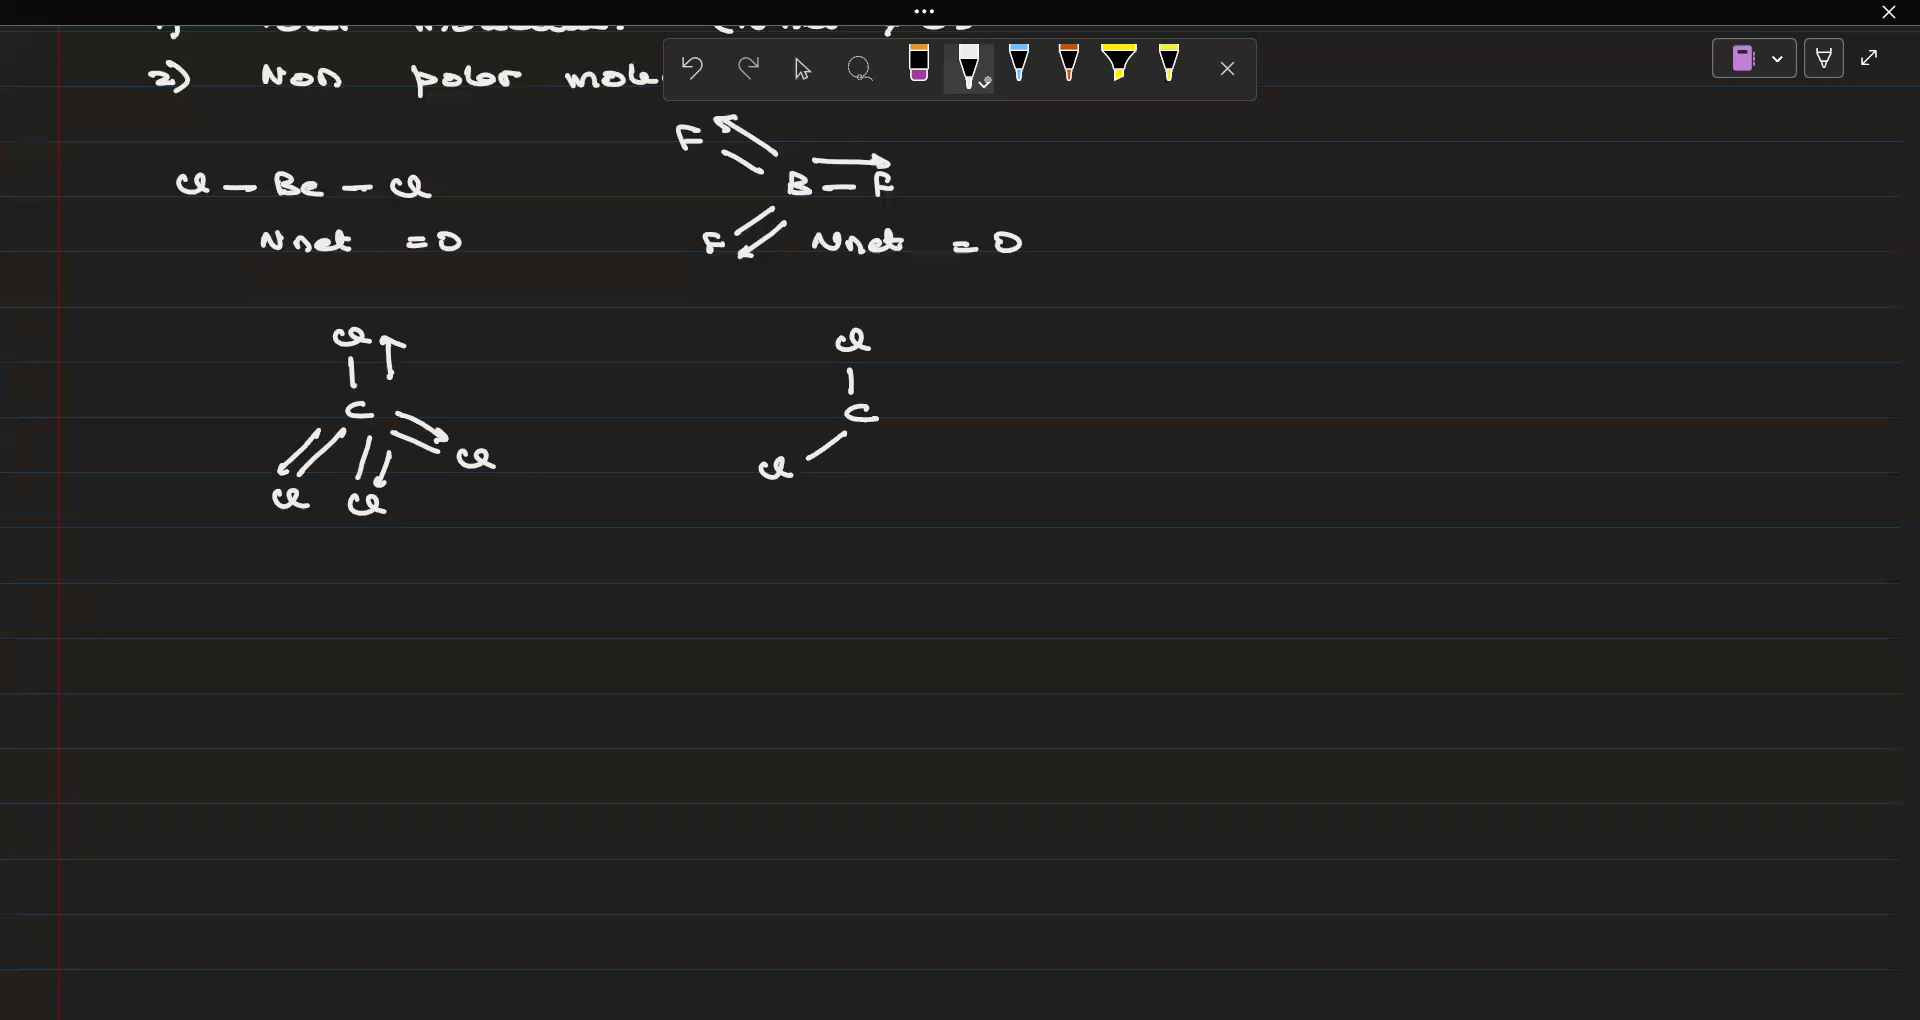 2) Non polar mole
F
Cl - Be - Cl B - F
Nnet = 0 F Nnet = 0
Cl Cl
C C
Cl Cl
Cl Cl